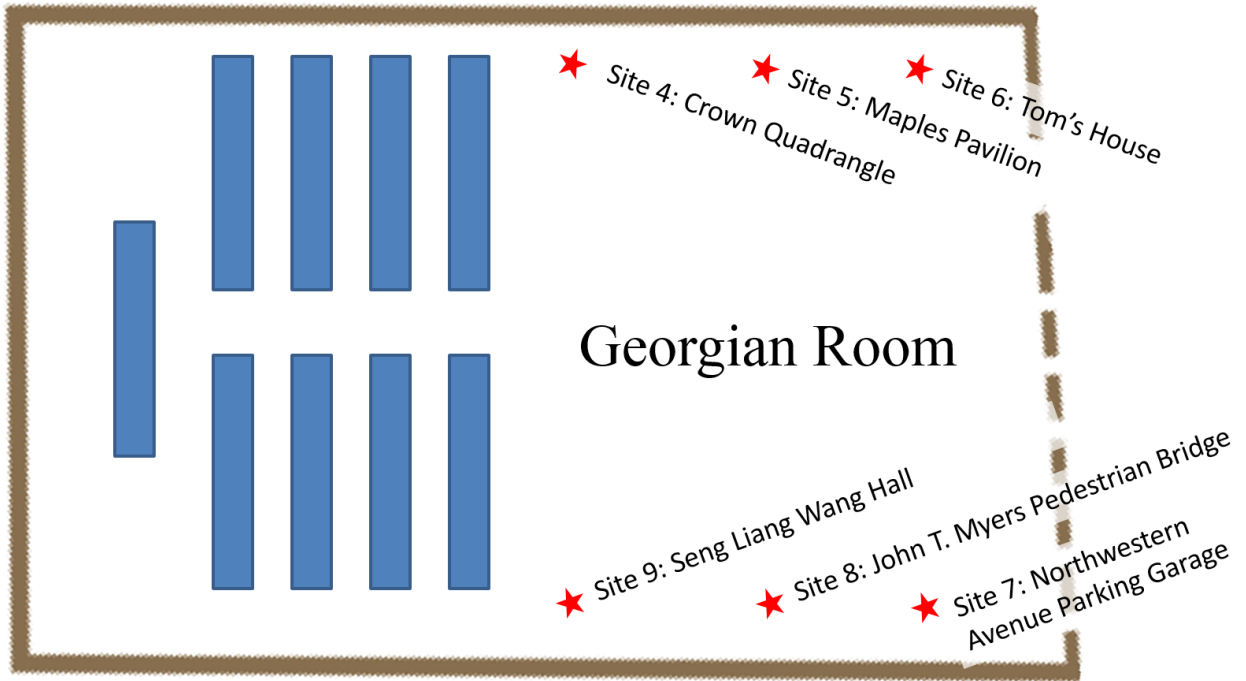 Site 4: Crown Quadrangle
Site 5: Maples Pavilion
Site 6: Tom’s House
Georgian Room
Site 9: Seng Liang Wang Hall
Site 8: John T. Myers Pedestrian Bridge
Site 7: Northwestern
Avenue Parking Garage